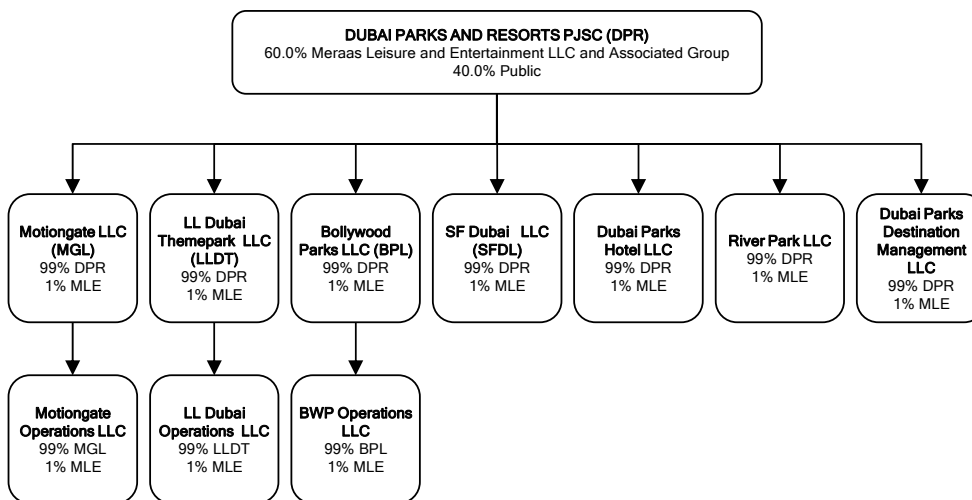 DUBAI PARKS AND RESORTS PJSC (DPR)
60.0% Meraas Leisure and Entertainment LLC and Associated Group
40.0% Public
Motiongate LLC
(MGL)
99% DPR
1% MLE
LL Dubai
Themepark LLC
(LLDT)
99% DPR
1% MLE
Bollywood
Parks LLC (BPL)
99% DPR
1% MLE
SF Dubai LLC
(SFDL)
99% DPR
1% MLE
Dubai Parks
Hotel LLC
99% DPR
1% MLE
River Park LLC
99% DPR
1% MLE
Dubai Parks
Destination
Management
LLC
99% DPR
1% MLE
Motiongate
Operations LLC
99% MGL
1% MLE
LL Dubai
Operations LLC
99% LLDT
1% MLE
BWP Operations
LLC
99% BPL
1% MLE